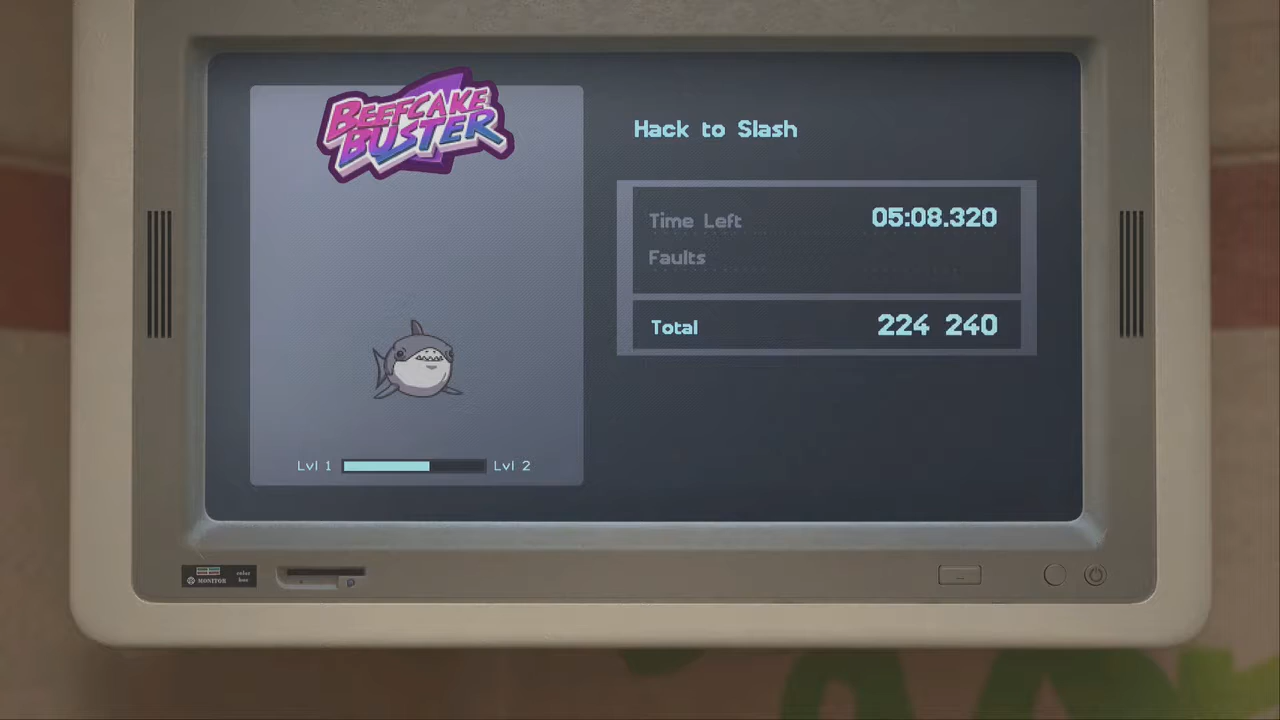 BEEFCAKE
BUSTER
Hack to Slash
Time Left 05:08.320
Faults
Total 224 240
Lvl 1 Lvl 2
MONITOR